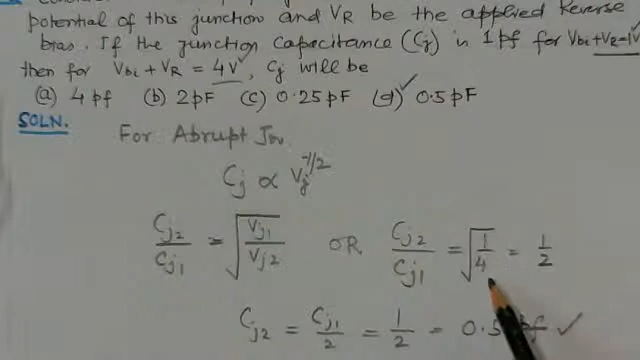 potential of this junction and VR be the applied Reverse
bias. If the junction Capacitance (Cj) is 1 pf for Vbi+VR=1V
then for Vbi + VR = 4V, Cj will be
(a) 4 pf (b) 2pF (c) 0.25pF (d) 0.5pF
SOLN. For Abrupt Jn
Cj ∝ Vj^-1/2
Cj2/Cj1 = √(Vj1/Vj2) OR Cj2/Cj1 = √(1/4) = 1/2
Cj2 = Cj1/2 = 1/2 = 0.5 pf ✓